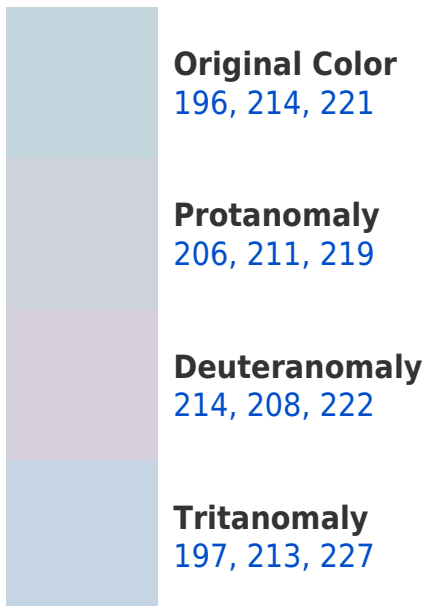 Original Color
196, 214, 221
Protanomaly
206, 211, 219
Deuteranomaly
214, 208, 222
Tritanomaly
197, 213, 227